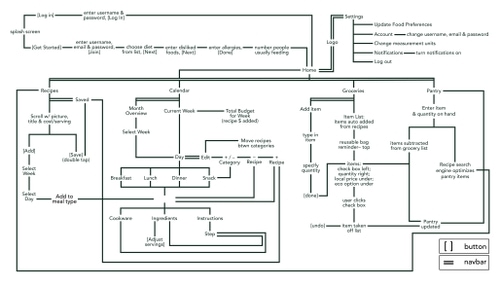 [Log in]
enter username &
password, [Log in]
splash screen
[Get Started]
enter username,
email, & password,
[Join]
choose diet
from list, [Next]
enter disliked
foods, [Next]
enter allergies,
[Done]
number people
usually feeding
Settings
Update Food Preferences
Account
change username, email & password
Change measurement units
Notifications
turn notifications on
Log out
Logo
Home
Recipes
Calendar
Groceries
Pantry
Saved
Scroll w/ picture,
title & cost/serving
[Add]
[Save]
(double tap)
Select
Week
Select
Day
Add to
meal type
Month
Overview
Select Week
Current Week
Total Budget
for Week
(recipe $ added)
Day
Edit
+ / –
Category
– Recipe
+
Recipe
Move recipes
btwn categories
Breakfast
Lunch
Dinner
Snack
Cookware
Ingredients
Instructions
[Adjust
servings]
Step
Add item
type in
item
specify
quantity
[done]
Item List:
items auto added
from recipes
reusable bag
reminder- top
items:
check box left;
quantity right;
local price under;
eco option under
user clicks
check box
[undo]
item taken
off list
Enter item
& quantity on hand
Items subtracted
from grocery list
Recipe search
engine optimizes
pantry items
Pantry
updated
[ ] button
navbar